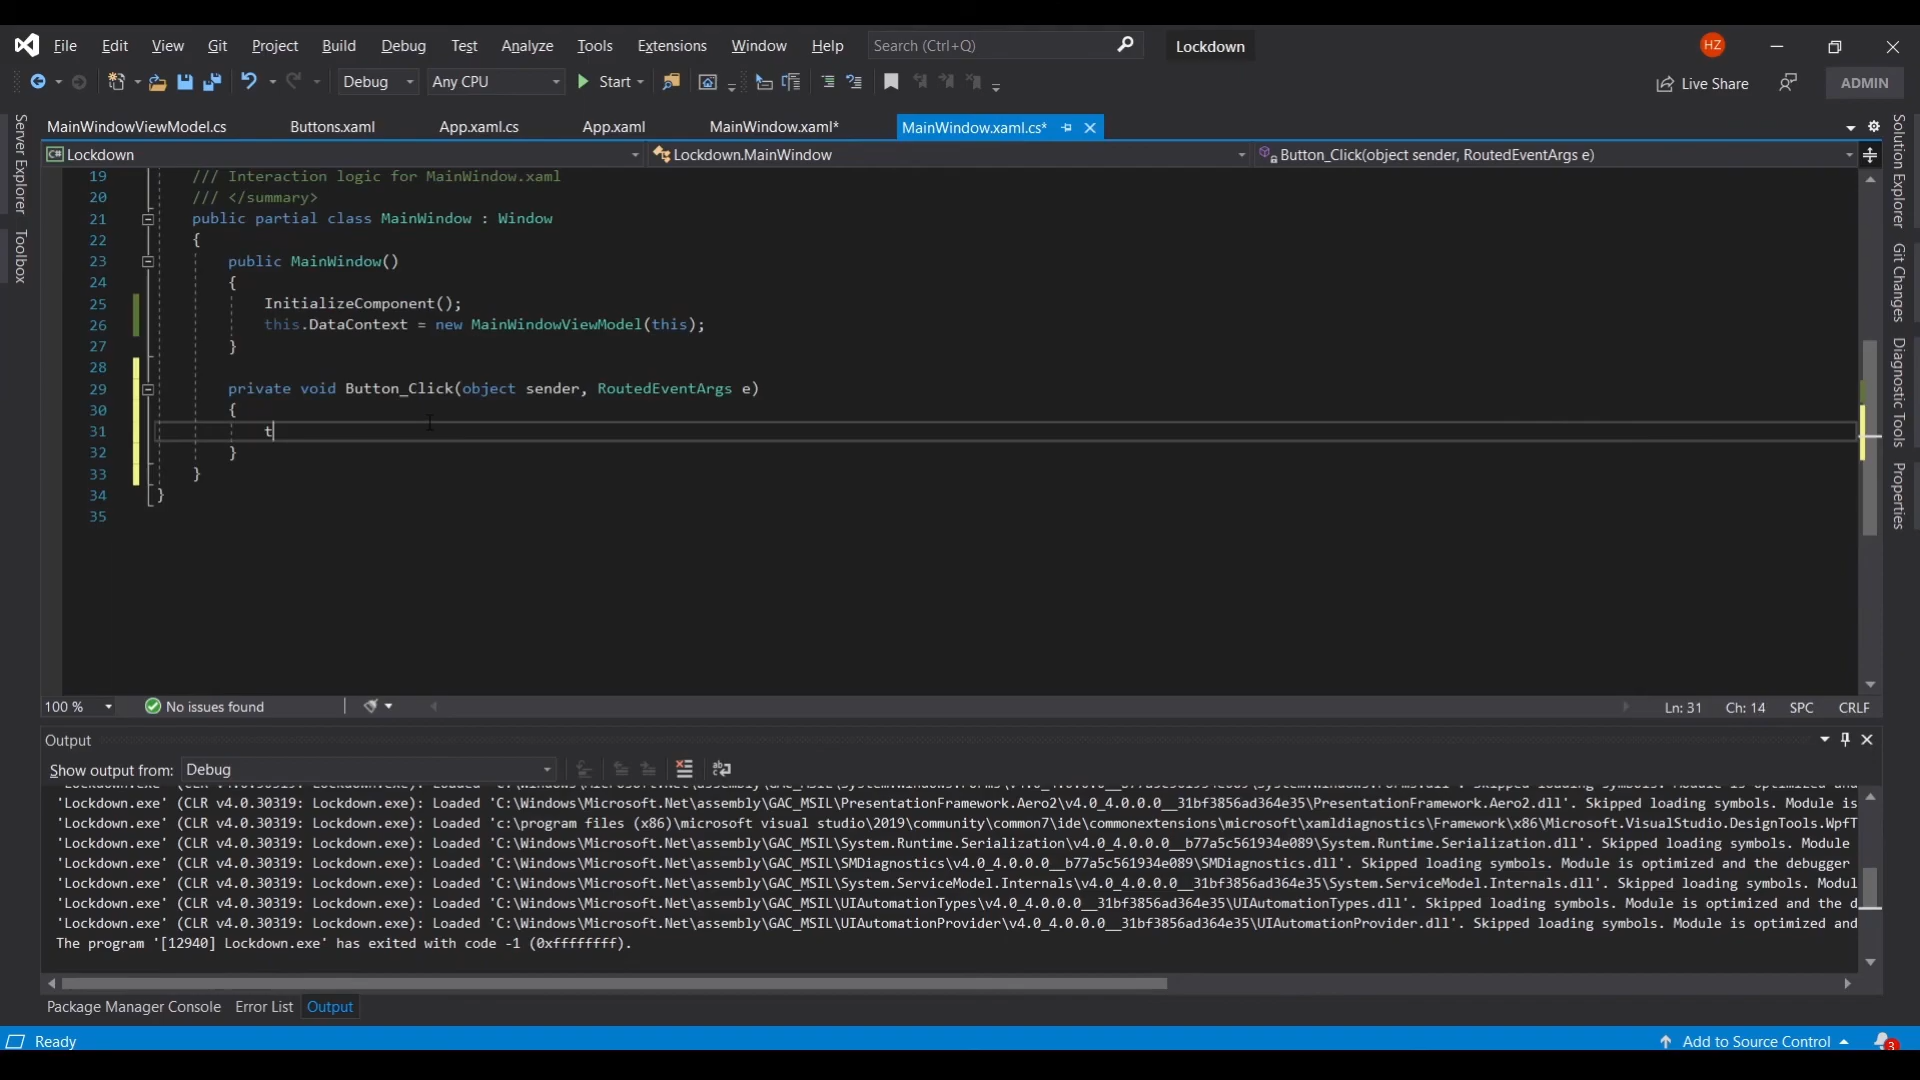 File Edit View Git Project Build Debug Test Analyze Tools Extensions Window Help Search (Ctrl+Q) Lockdown HZ
Debug Any CPU Start Live Share ADMIN
MainWindowViewModel.cs Buttons.xaml App.xaml.cs App.xaml MainWindow.xaml* MainWindow.xaml.cs*
C# Lockdown Lockdown.MainWindow Button_Click(object sender, RoutedEventArgs e)
Server Explorer
Toolbox
19 /// Interaction logic for MainWindow.xaml
20 /// </summary>
21 public partial class MainWindow : Window
22 {
23 public MainWindow()
24 {
25 InitializeComponent();
26 this.DataContext = new MainWindowViewModel(this);
27 }
28
29 private void Button_Click(object sender, RoutedEventArgs e)
30 {
31 t
32 }
33 }
34 }
35
Solution Explorer
Git Changes
Diagnostic Tools
Properties
100 % No issues found Ln: 31 Ch: 14 SPC CRLF
Output
Show output from: Debug
'Lockdown.exe' (CLR v4.0.30319: Lockdown.exe): Loaded 'C:\Windows\Microsoft.Net\assembly\GAC_MSIL\PresentationFramework.Aero2\v4.0_4.0.0.0__31bf3856ad364e35\PresentationFramework.Aero2.dll'. Skipped loading symbols. Module is
'Lockdown.exe' (CLR v4.0.30319: Lockdown.exe): Loaded 'c:\program files (x86)\microsoft visual studio\2019\community\common7\ide\commonextensions\microsoft\xamldiagnostics\Framework\x86\Microsoft.VisualStudio.DesignTools.WpfT
'Lockdown.exe' (CLR v4.0.30319: Lockdown.exe): Loaded 'C:\Windows\Microsoft.Net\assembly\GAC_MSIL\System.Runtime.Serialization\v4.0_4.0.0.0__b77a5c561934e089\System.Runtime.Serialization.dll'. Skipped loading symbols. Module
'Lockdown.exe' (CLR v4.0.30319: Lockdown.exe): Loaded 'C:\Windows\Microsoft.Net\assembly\GAC_MSIL\SMDiagnostics\v4.0_4.0.0.0__b77a5c561934e089\SMDiagnostics.dll'. Skipped loading symbols. Module is optimized and the debugger
'Lockdown.exe' (CLR v4.0.30319: Lockdown.exe): Loaded 'C:\Windows\Microsoft.Net\assembly\GAC_MSIL\System.ServiceModel.Internals\v4.0_4.0.0.0__31bf3856ad364e35\System.ServiceModel.Internals.dll'. Skipped loading symbols. Modul
'Lockdown.exe' (CLR v4.0.30319: Lockdown.exe): Loaded 'C:\Windows\Microsoft.Net\assembly\GAC_MSIL\UIAutomationTypes\v4.0_4.0.0.0__31bf3856ad364e35\UIAutomationTypes.dll'. Skipped loading symbols. Module is optimized and the d
'Lockdown.exe' (CLR v4.0.30319: Lockdown.exe): Loaded 'C:\Windows\Microsoft.Net\assembly\GAC_MSIL\UIAutomationProvider\v4.0_4.0.0.0__31bf3856ad364e35\UIAutomationProvider.dll'. Skipped loading symbols. Module is optimized and
The program '[12940] Lockdown.exe' has exited with code -1 (0xffffffff).
Package Manager Console Error List Output
Ready Add to Source Control 3